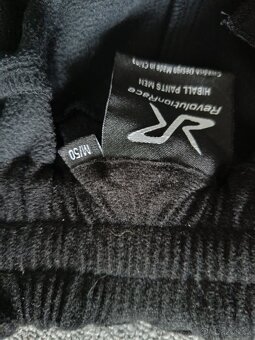 RevolutionRace
HIBALL PANTS MEN
Swedish Design Made in China
M/50